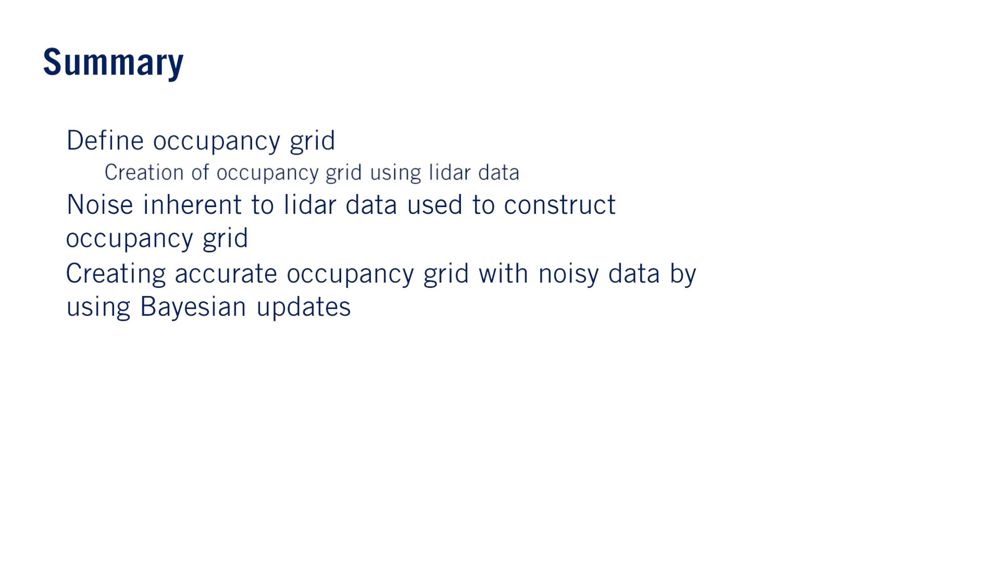 Summary
Define occupancy grid
Creation of occupancy grid using lidar data
Noise inherent to lidar data used to construct
occupancy grid
Creating accurate occupancy grid with noisy data by
using Bayesian updates